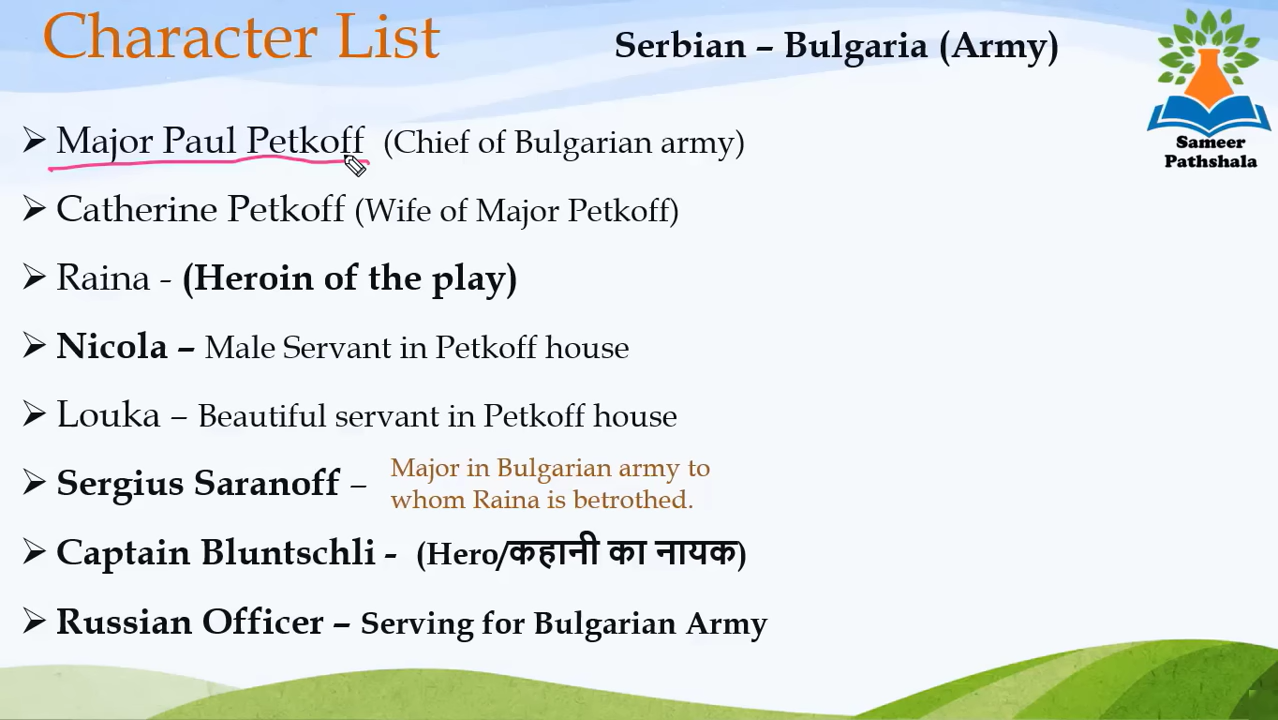 Character List
Serbian – Bulgaria (Army)
Sameer
Pathshala
➢ Major Paul Petkoff (Chief of Bulgarian army)
➢ Catherine Petkoff (Wife of Major Petkoff)
➢ Raina - (Heroin of the play)
➢ Nicola – Male Servant in Petkoff house
➢ Louka – Beautiful servant in Petkoff house
➢ Sergius Saranoff – Major in Bulgarian army to
whom Raina is betrothed.
➢ Captain Bluntschli - (Hero/कहानी का नायक)
➢ Russian Officer – Serving for Bulgarian Army